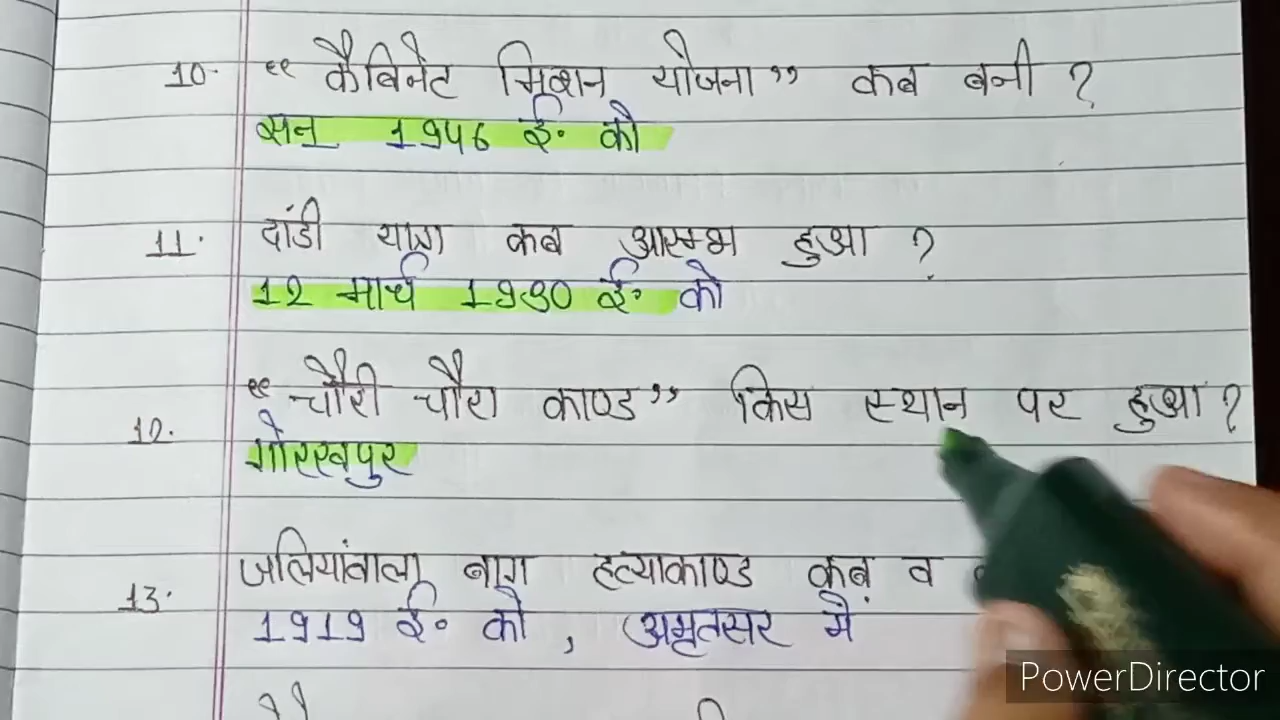 10. “ कैबिनेट मिशन योजना ” कब बनी ?
सन् 1946 ई॰ को
11. दांडी यात्रा कब आरम्भ हुआ ?
12 मार्च 1930 ई॰ को
12. “ चौरी चौरा काण्ड ” किस स्थान पर हुआ ?
गोरखपुर
13. जलियांवाला बाग हत्याकाण्ड कब व
1919 ई॰ को , अमृतसर में
PowerDirector